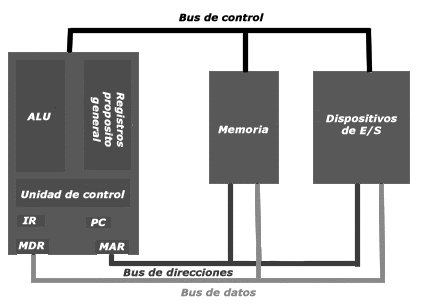 Bus de control
ALU
Registros
proposito
general
Memoria
Dispositivos
de E/S
Unidad de control
IR
PC
MDR
MAR
Bus de direcciones
Bus de datos